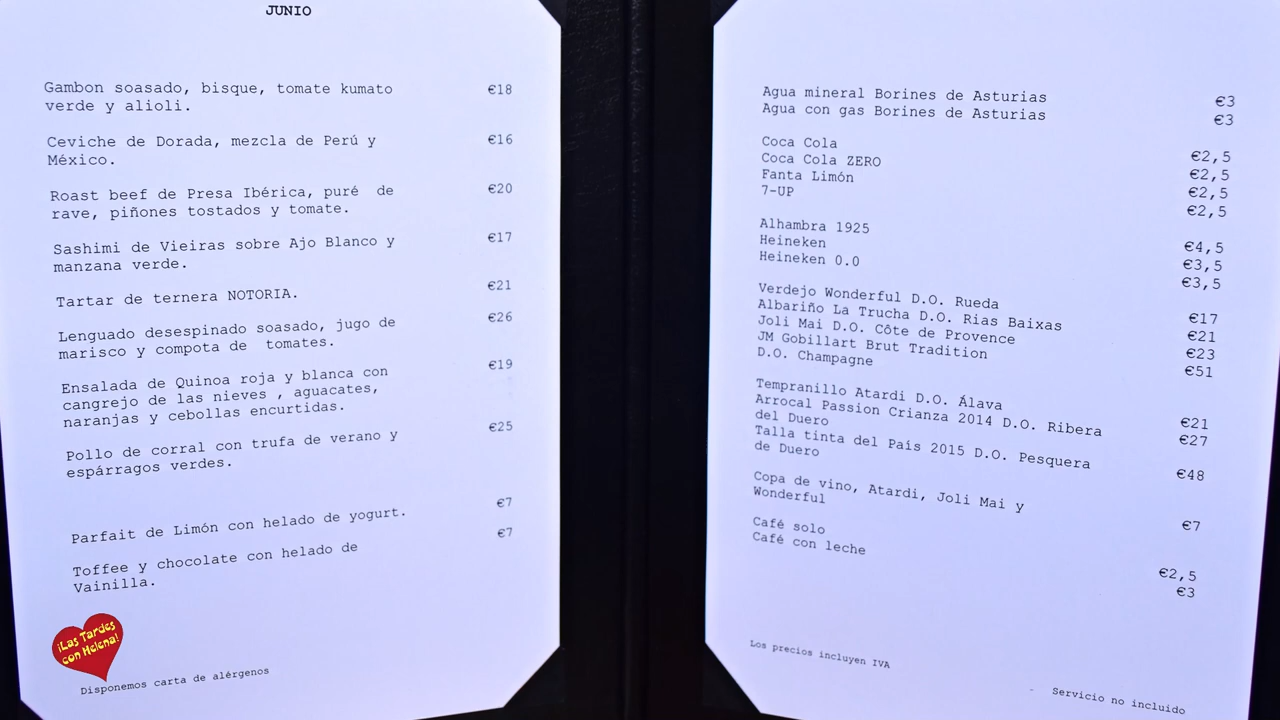 JUNIO
Gambon soasado, bisque, tomate kumato €18
verde y alioli.
Ceviche de Dorada, mezcla de Perú y €16
México.
Roast beef de Presa Ibérica, puré de €20
rave, piñones tostados y tomate.
Sashimi de Vieiras sobre Ajo Blanco y €17
manzana verde.
Tartar de ternera NOTORIA. €21
Lenguado desespinado soasado, jugo de €26
marisco y compota de tomates.
Ensalada de Quinoa roja y blanca con €19
cangrejo de las nieves , aguacates,
naranjas y cebollas encurtidas.
Pollo de corral con trufa de verano y €25
espárragos verdes.
Parfait de Limón con helado de yogurt. €7
Toffee y chocolate con helado de €7
Vainilla.
¡Las Tardes
con Helena!
Disponemos carta de alérgenos
Agua mineral Borines de Asturias €3
Agua con gas Borines de Asturias €3
Coca Cola €2,5
Coca Cola ZERO €2,5
Fanta Limón €2,5
7-UP €2,5
Alhambra 1925 €4,5
Heineken €3,5
Heineken 0.0 €3,5
Verdejo Wonderful D.O. Rueda €17
Albariño La Trucha D.O. Rias Baixas €21
Joli Mai D.O. Côte de Provence €23
JM Gobillart Brut Tradition €51
D.O. Champagne
Tempranillo Atardi D.O. Álava €21
Arrocal Passion Crianza 2014 D.O. Ribera €27
del Duero
Talla tinta del País 2015 D.O. Pesquera €48
de Duero
Copa de vino, Atardi, Joli Mai y €7
Wonderful
Café solo €2,5
Café con leche €3
Los precios incluyen IVA
- Servicio no incluido